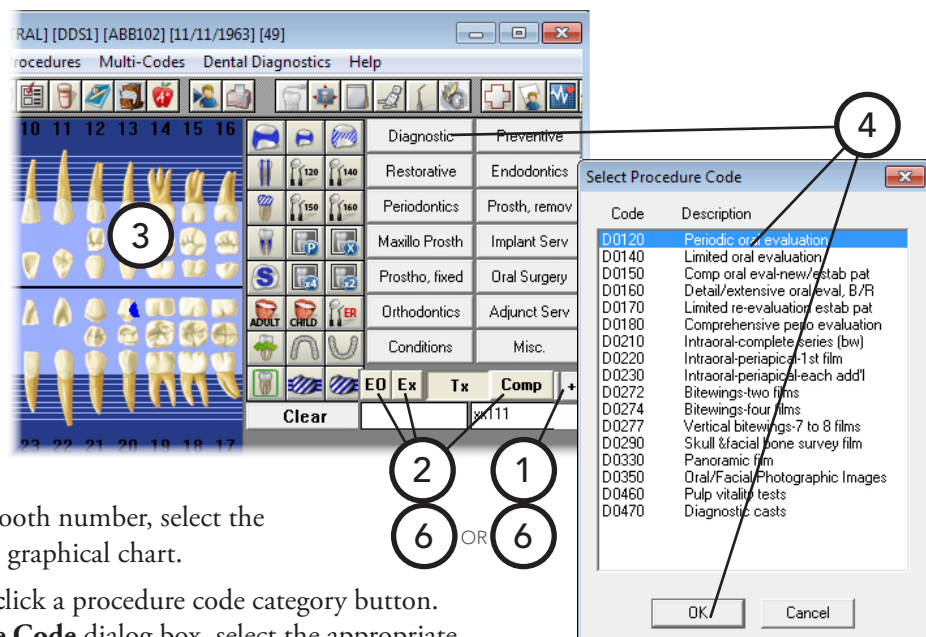 RAL] [DDS1] [ABB102] [11/11/1963] [49]
rocedures Multi-Codes Dental Diagnostics Help
10 11 12 13 14 15 16
120 140
150 160
P X
S x4 x2
ADULT CHILD ER
Diagnostic Preventive
Restorative Endodontics
Periodontics Prosth, remov
Maxillo Prosth Implant Serv
Prostho, fixed Oral Surgery
Orthodontics Adjunct Serv
Conditions Misc.
EO Ex Tx Comp +
Clear xx111
23 22 21 20 19 18 17
3
4
2 1
6 OR 6
Select Procedure Code
Code Description
D0120 Periodic oral evaluation
D0140 Limited oral evaluation
D0150 Comp oral eval-new/estab pat
D0160 Detail/extensive oral eval, B/R
D0170 Limited re-evaluation estab pat
D0180 Comprehensive perio evaluation
D0210 Intraoral-complete series (bw)
D0220 Intraoral-periapical-1st film
D0230 Intraoral-periapical-each add'l
D0272 Bitewings-two films
D0274 Bitewings-four films
D0277 Vertical bitewings-7 to 8 films
D0290 Skull &facial bone survey film
D0330 Panoramic film
D0350 Oral/Facial Photographic Images
D0460 Pulp vitality tests
D0470 Diagnostic casts
OK Cancel
ooth number, select the
graphical chart.
click a procedure code category button.
e Code dialog box, select the appropriate